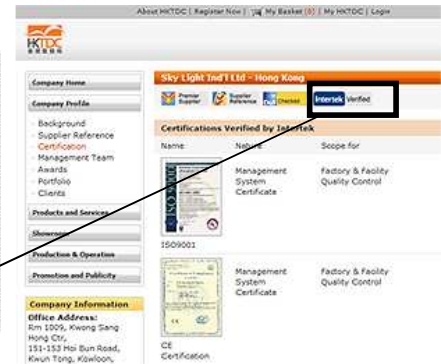 About HKTDC | Register Now | My Basket (0) | My HKTDC | Login
HKTDC
Company Home
Company Profile
Background
Supplier Reference
Certification
Management Team
Awards
Portfolio
Clients
Products and Services
Showroom
Production & Operation
Promotion and Publicity
Company Information
Office Address:
Rm 1009, Kwong Sang
Hong Ctr,
151-153 Hoi Bun Road,
Kwun Tong, Kowloon,
Sky Light Ind'l Ltd - Hong Kong
Premier Supplier
Supplier Reference
Checked
Intertek Verified
Certifications Verified by Intertek
Name Nature Scope for
ISO 9000
Management Factory & Facility
System Quality Control
Certificate
ISO9001
Management Factory & Facility
System Quality Control
Certificate
CE
Certification